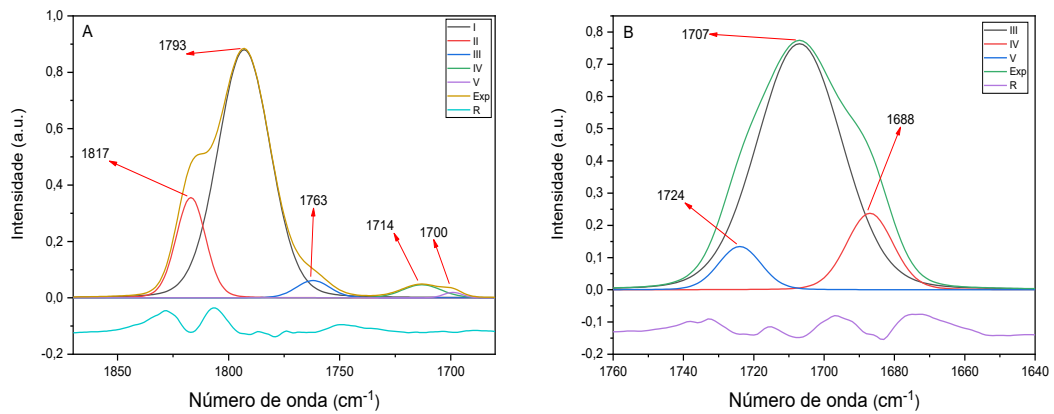 A
1,0
0,8
0,6
0,4
0,2
0,0
-0,2
Intensidade (a.u.)
1793
1817
1763
1714
1700
I
II
III
IV
V
Exp
R
1850
1800
1750
1700
Número de onda (cm⁻¹)
B
0,8
0,7
0,6
0,5
0,4
0,3
0,2
0,1
0,0
-0,1
-0,2
Intensidade (a.u.)
1707
1688
1724
III
IV
V
Exp
R
1760
1740
1720
1700
1680
1660
1640
Número de onda (cm⁻¹)